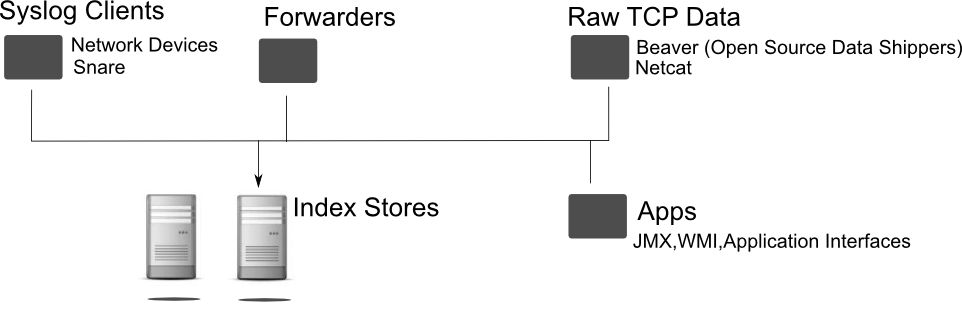 Syslog Clients
Network Devices
Snare
Forwarders
Raw TCP Data
Beaver (Open Source Data Shippers)
Netcat
Index Stores
Apps
JMX,WMI,Application Interfaces